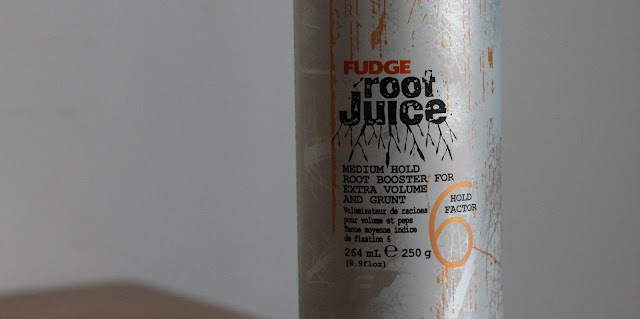 FUDGE
root
Juice
MEDIUM HOLD
ROOT BOOSTER FOR
EXTRA VOLUME
AND GRUNT
Volumisateur de racines
pour volume et peps
Tenue moyenne indice
de fixation 6
264 mL ℮ 250 g
(8.9floz)
HOLD
FACTOR
6